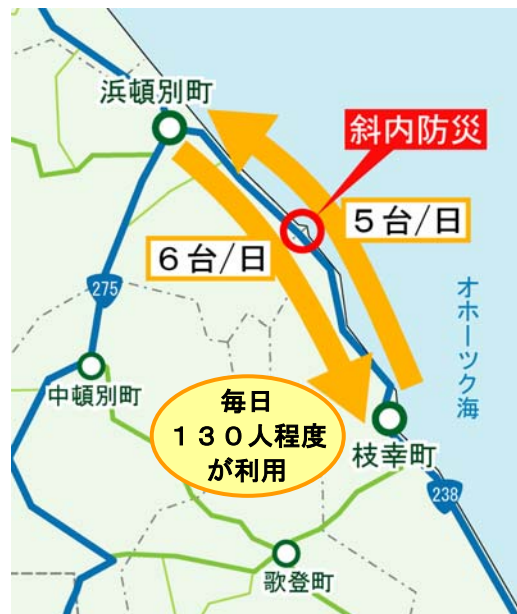 浜頓別町
斜内防災
5台/日
6台/日
275
オホーツク海
中頓別町
毎日
130人程度
が利用
枝幸町
238
歌登町